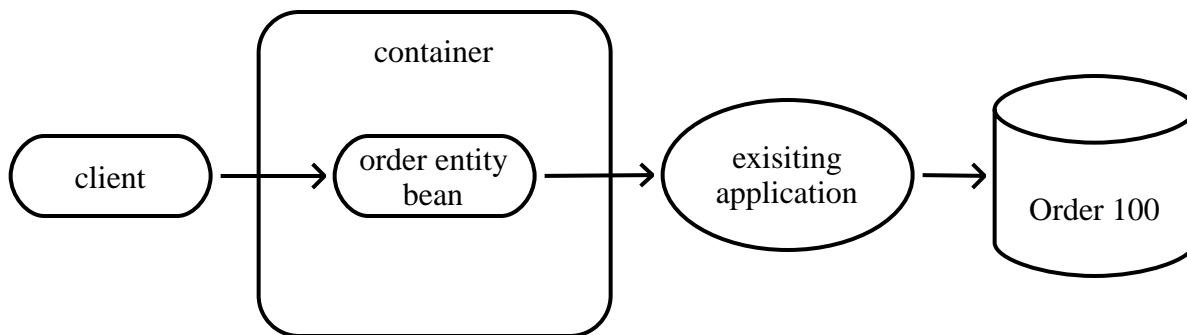 container
client
order entity
bean
exisiting
application
Order 100